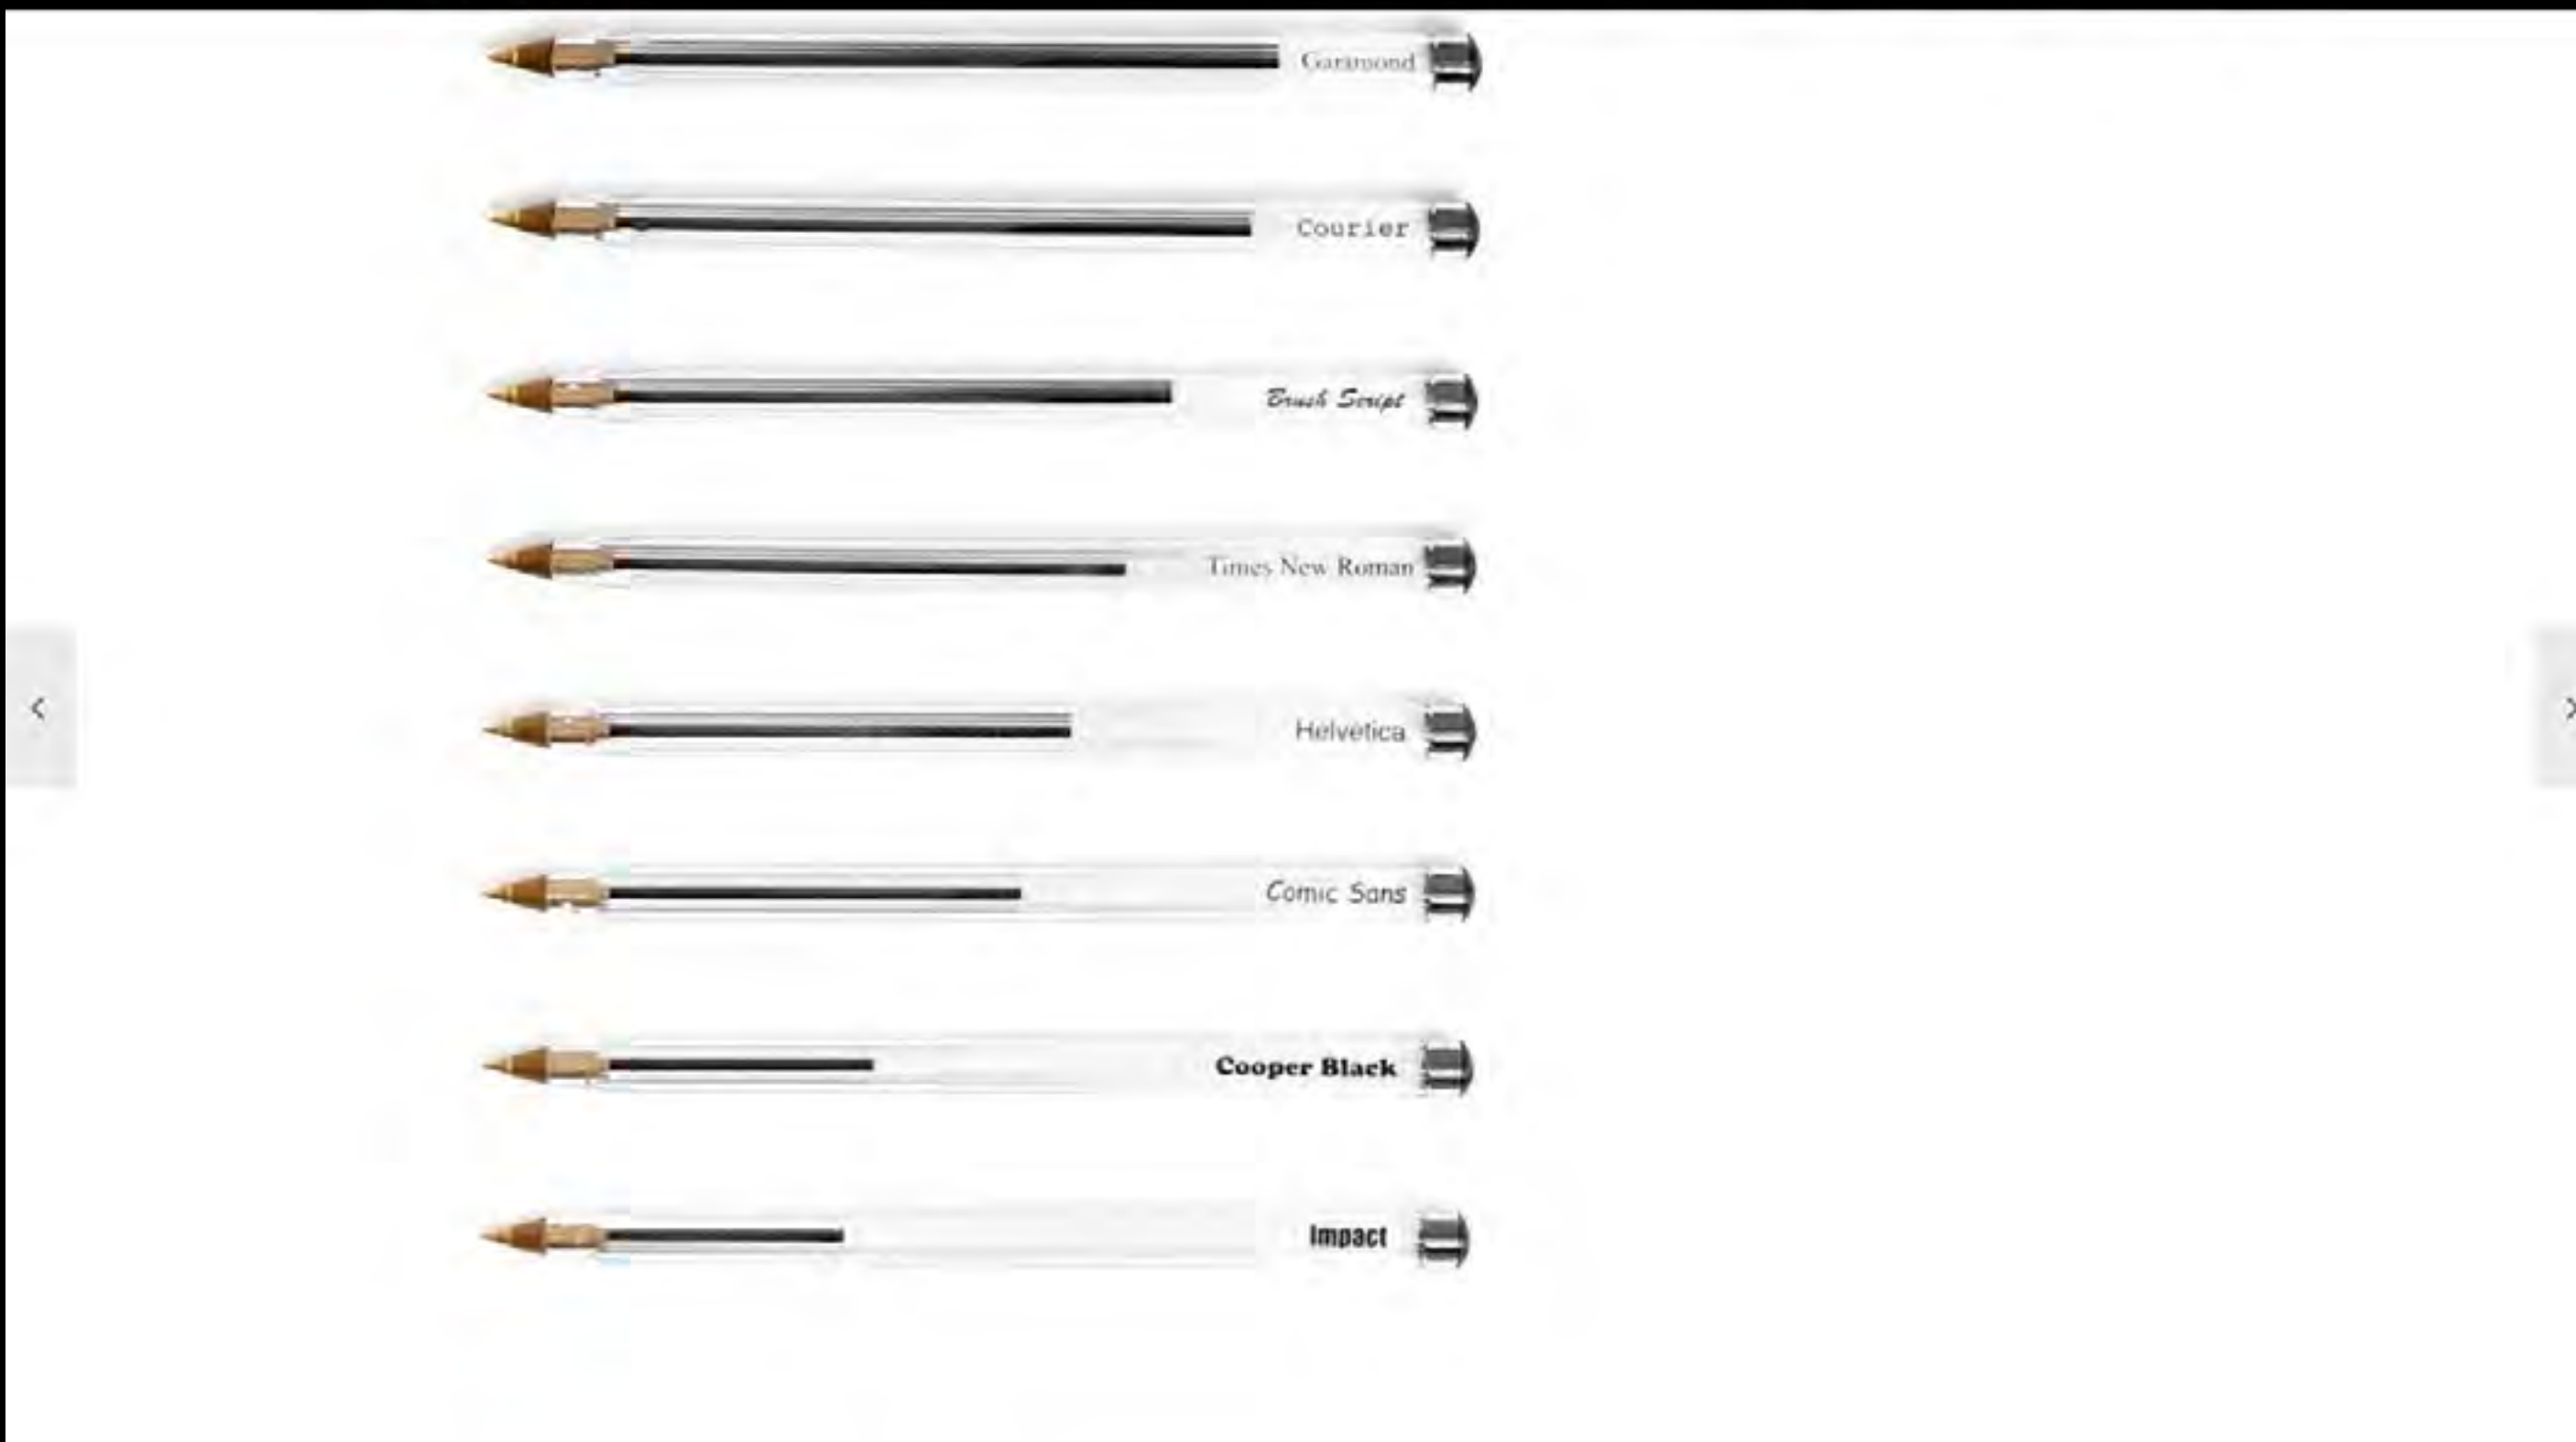 Garamond
Courier
Brush Script
Times New Roman
Helvetica
Comic Sans
Cooper Black
Impact